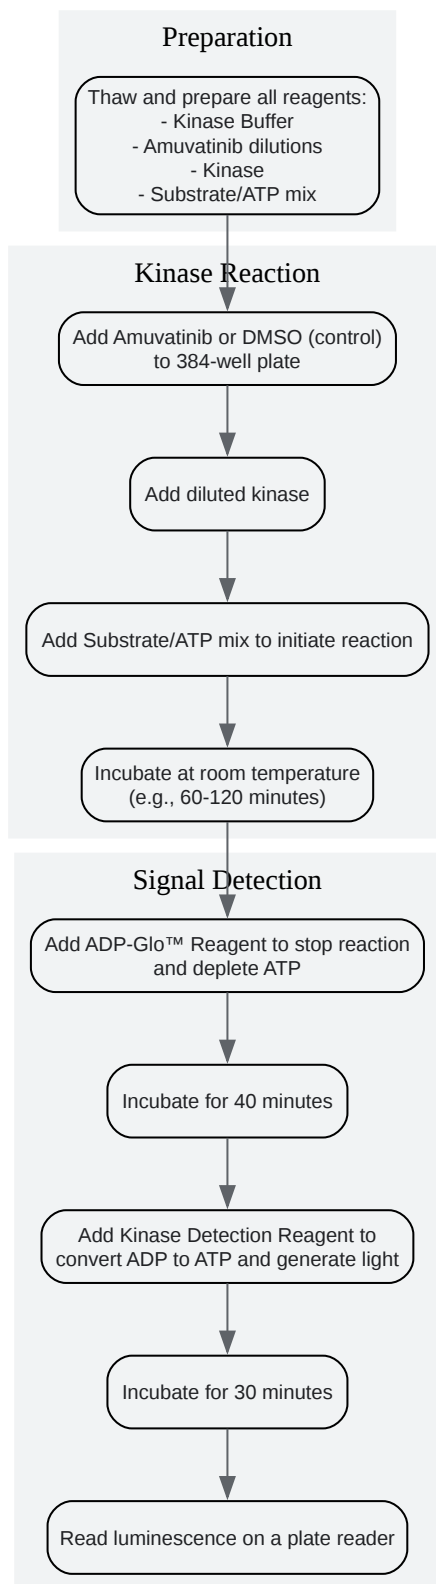 Preparation
Thaw and prepare all reagents:
- Kinase Buffer
- Amuvatinib dilutions
- Kinase
- Substrate/ATP mix
Kinase Reaction
Add Amuvatinib or DMSO (control)
to 384-well plate
Add diluted kinase
Add Substrate/ATP mix to initiate reaction
Incubate at room temperature
(e.g., 60-120 minutes)
Signal Detection
Add ADP-Glo™ Reagent to stop reaction
and deplete ATP
Incubate for 40 minutes
Add Kinase Detection Reagent to
convert ADP to ATP and generate light
Incubate for 30 minutes
Read luminescence on a plate reader